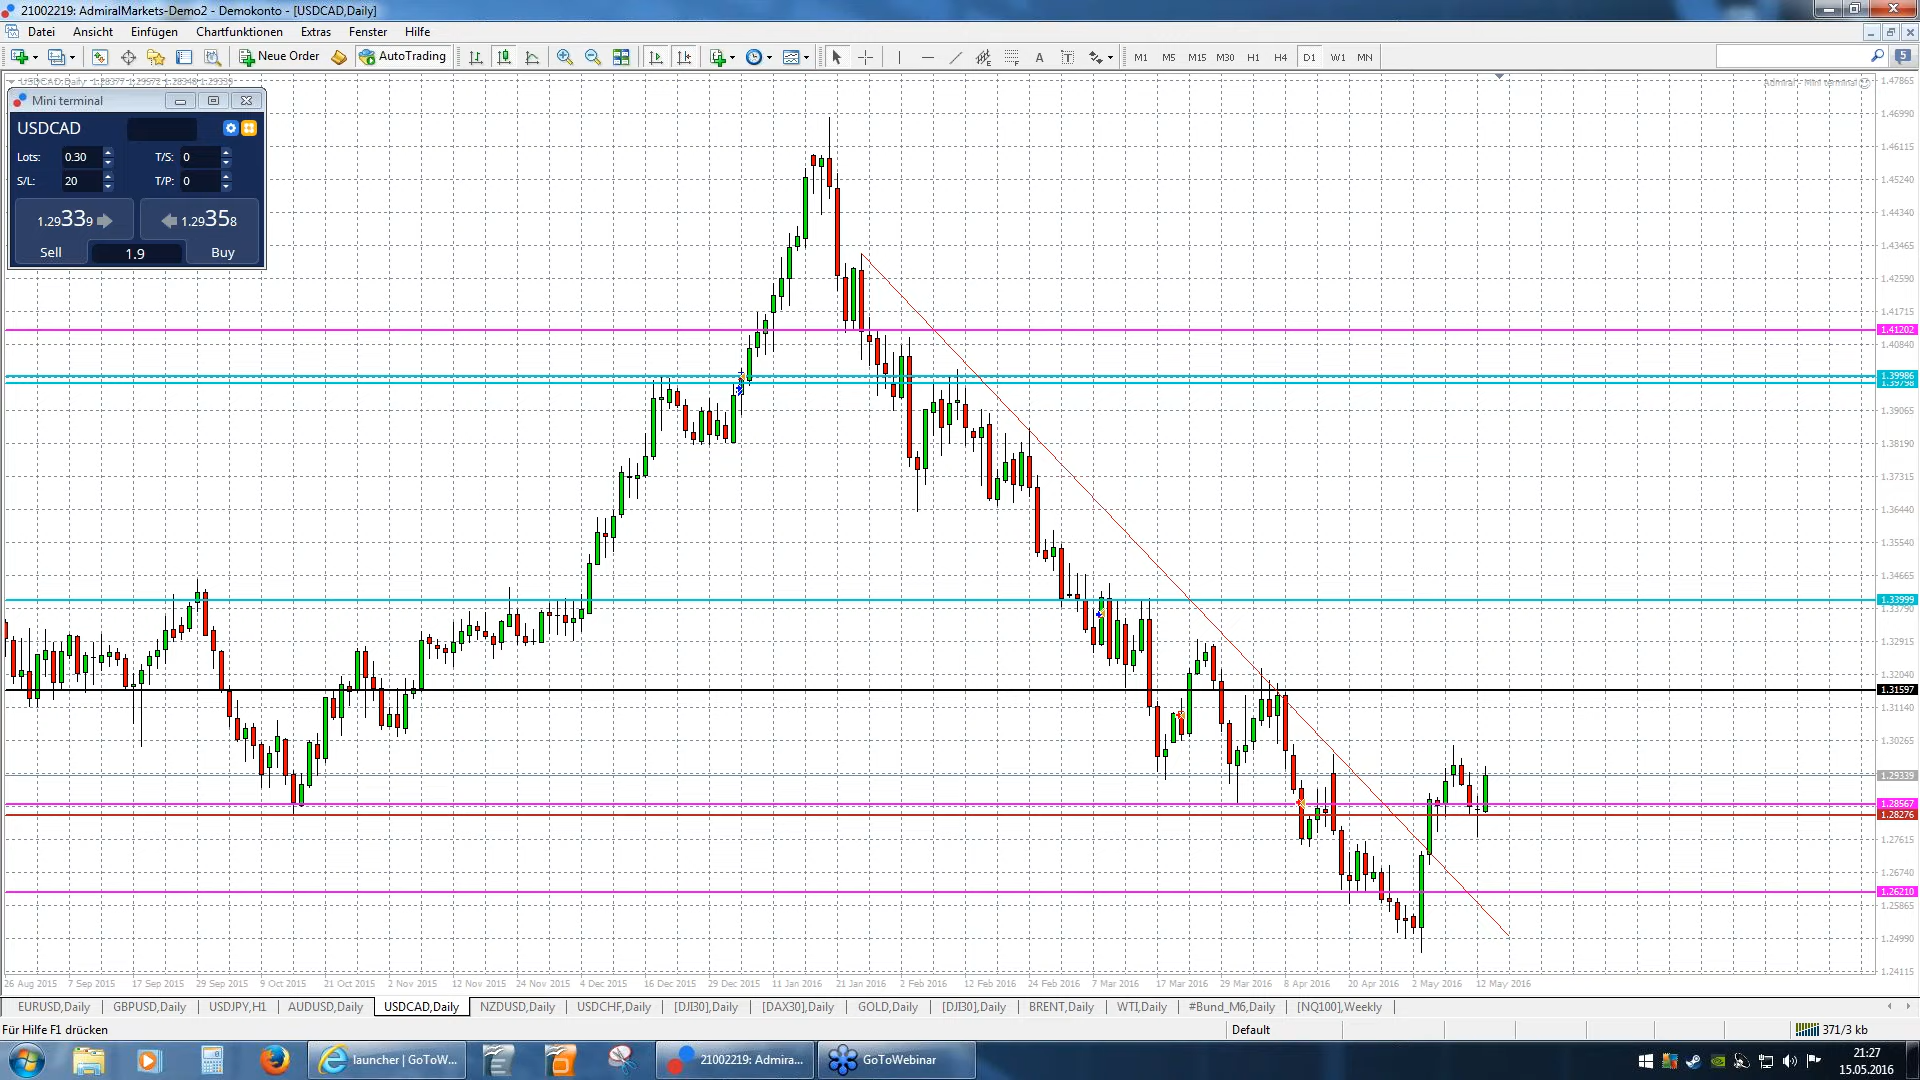 21002219: AdmiralMarkets-Demo2 - Demokonto - [USDCAD,Daily]
Datei Ansicht Einfügen Chartfunktionen Extras Fenster Hilfe
Neue Order AutoTrading M1 M5 M15 M30 H1 H4 D1 W1 MN 5
USDCAD,Daily Admiral - Mini terminal
Mini terminal
USDCAD
Lots: 0.30 T/S: 0
S/L: 20 T/P: 0
1.29339 1.29358
Sell 1.9 Buy
1.47865
1.46990
1.46115
1.45240
1.44340
1.43465
1.42590
1.41715
1.41202
1.40840
1.39986
1.39065
1.38190
1.37315
1.36440
1.35540
1.34665
1.33999
1.33790
1.32915
1.32040
1.31597
1.31140
1.30265
1.29339
1.28567
1.28276
1.27615
1.26740
1.26210
1.25865
1.24990
1.24115
26 Aug 2015 7 Sep 2015 17 Sep 2015 29 Sep 2015 9 Oct 2015 21 Oct 2015 2 Nov 2015 12 Nov 2015 24 Nov 2015 4 Dec 2015 16 Dec 2015 29 Dec 2015 11 Jan 2016 21 Jan 2016 2 Feb 2016 12 Feb 2016 24 Feb 2016 7 Mar 2016 17 Mar 2016 29 Mar 2016 8 Apr 2016 20 Apr 2016 2 May 2016 12 May 2016
EURUSD,Daily GBPUSD,Daily USDJPY,H1 AUDUSD,Daily USDCAD,Daily NZDUSD,Daily USDCHF,Daily [DJI30],Daily [DAX30],Daily GOLD,Daily [DJI30],Daily BRENT,Daily WTI,Daily #Bund_M6,Daily [NQ100],Weekly
Für Hilfe F1 drücken Default 371/3 kb
launcher | GoToW... 21002219: Admira... GoToWebinar 21:27
15.05.2016